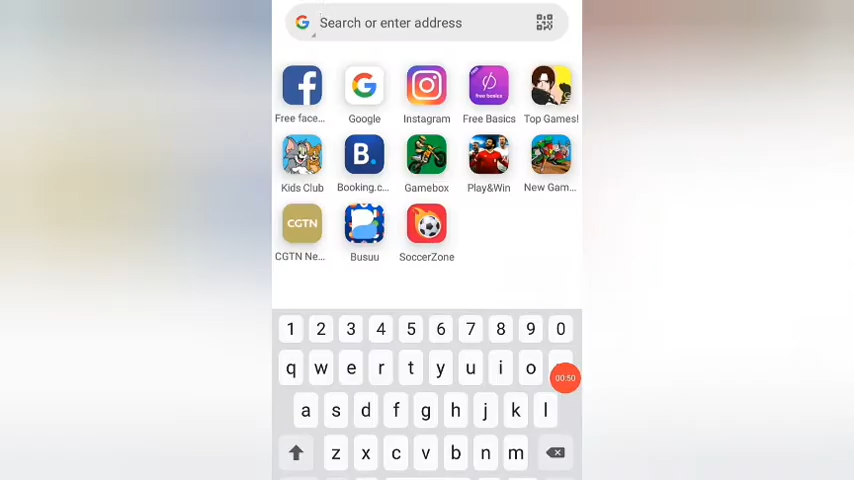 Search or enter address
Free face... Google Instagram Free Basics Top Games!
Kids Club Booking.c... Gamebox Play&Win New Gam...
CGTN
CGTN Ne... Busuu SoccerZone
1 2 3 4 5 6 7 8 9 0
q w e r t y u i o
00:50
a s d f g h j k l
z x c v b n m